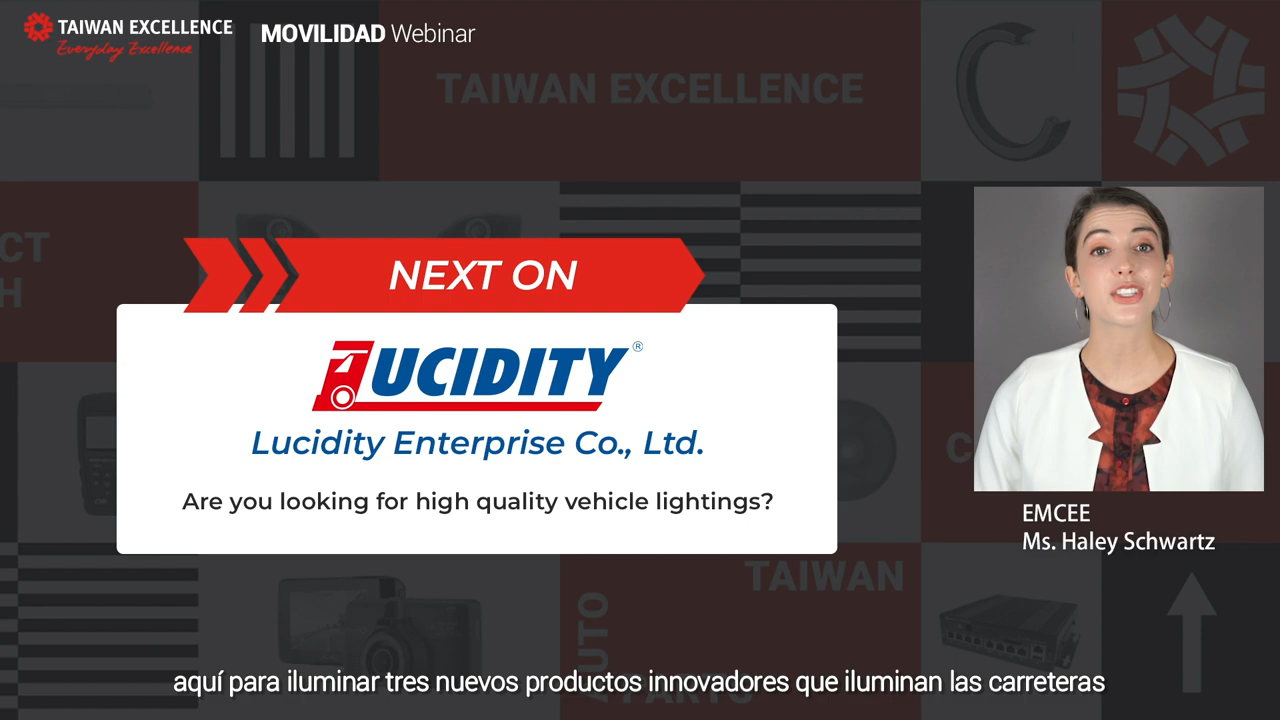 TAIWAN EXCELLENCE
Everyday Excellence
MOVILIDAD Webinar
TAIWAN EXCELLENCE
CT
H
NEXT ON
LUCIDITY®
Lucidity Enterprise Co., Ltd.
Are you looking for high quality vehicle lightings?
EMCEE
Ms. Haley Schwartz
TAIWAN
AUTO
PARTS
aquí para iluminar tres nuevos productos innovadores que iluminan las carreteras